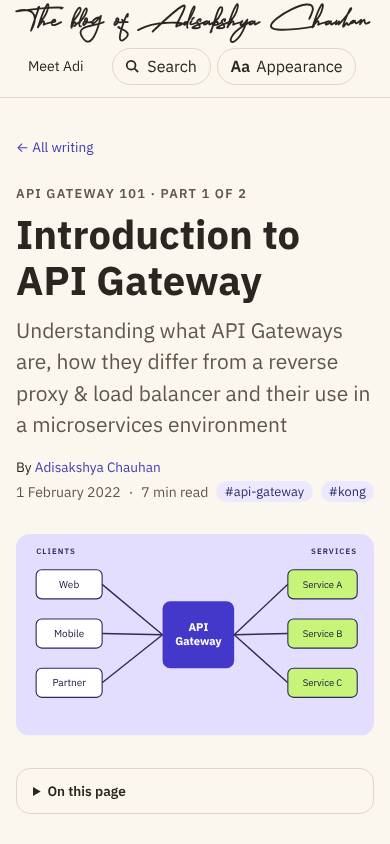 The blog of Adisakshya Chauhan
Meet Adi
Search
Aa Appearance
← All writing
API GATEWAY 101 · PART 1 OF 2
Introduction to
API Gateway
Understanding what API Gateways
are, how they differ from a reverse
proxy & load balancer and their use in
a microservices environment
By Adisakshya Chauhan
1 February 2022 · 7 min read #api-gateway #kong
CLIENTS
SERVICES
Web
Mobile
Partner
API
Gateway
Service A
Service B
Service C
On this page